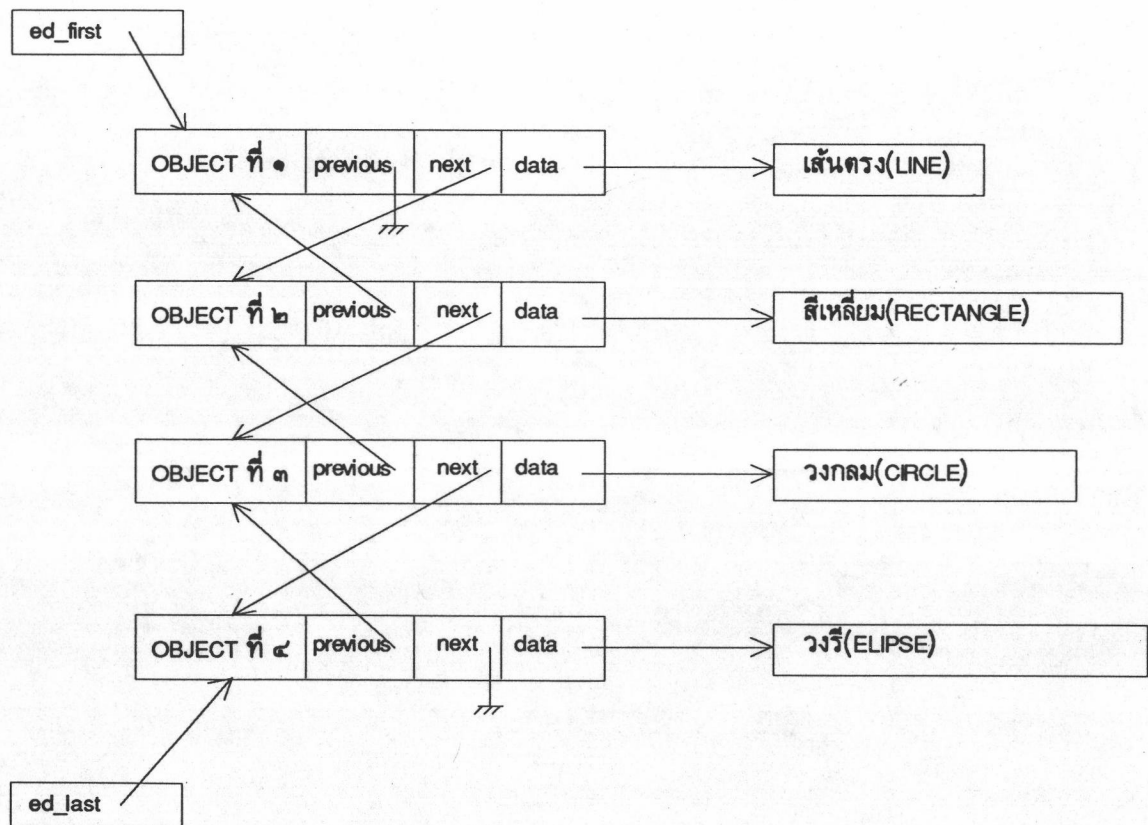 ed_first
OBJECT ที่ ๑ previous next data เส้นตรง(LINE)
OBJECT ที่ ๒ previous next data สี่เหลี่ยม(RECTANGLE)
OBJECT ที่ ๓ previous next data วงกลม(CIRCLE)
OBJECT ที่ ๔ previous next data วงรี(ELIPSE)
ed_last